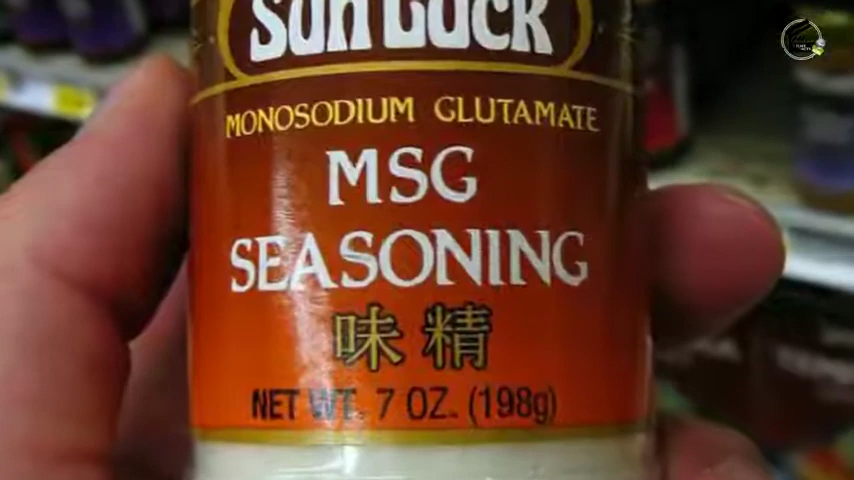 Sun Luck
MONOSODIUM GLUTAMATE
MSG
SEASONING
味精
NET WT. 7 OZ. (198g)